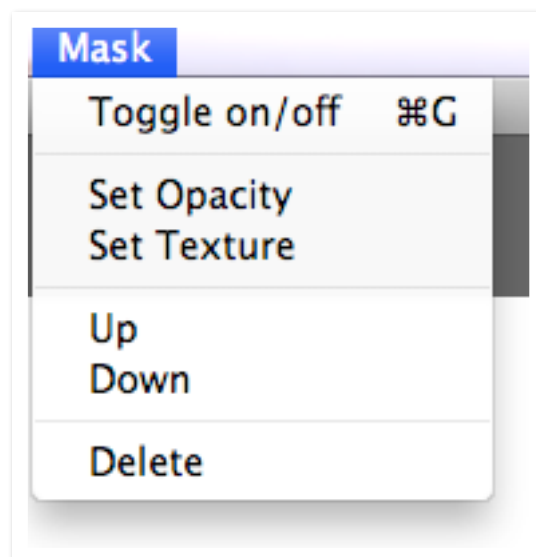 Mask
Toggle on/off ⌘G
Set Opacity
Set Texture
Up
Down
Delete